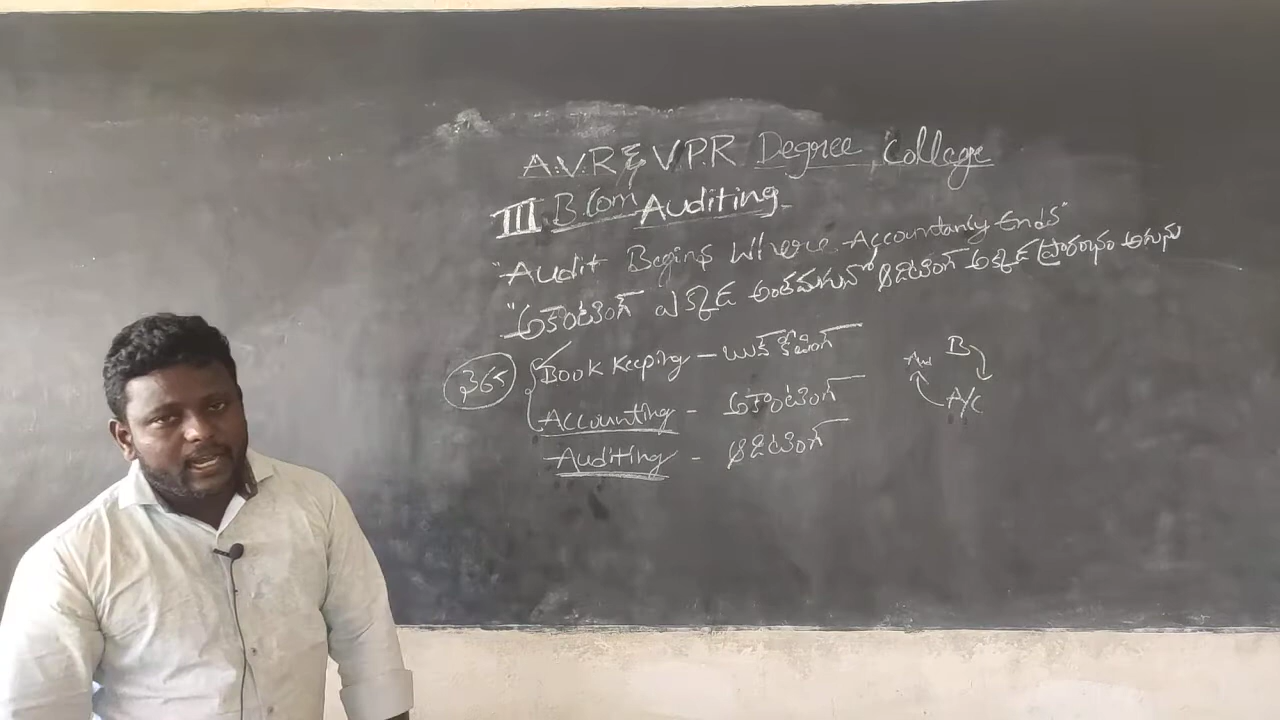 A.V.R & V.P.R Degree College
III B.Com Auditing
"Audit Begins Where Accountancy Ends"
"అకౌంటింగ్ ఎక్కడ అంతమగునో ఆడిటింగ్ అక్కడ ప్రారంభం అగును
365
Book Keeping - బుక్ కీపింగ్
Accounting - అకౌంటింగ్
Auditing - ఆడిటింగ్
B
A/C